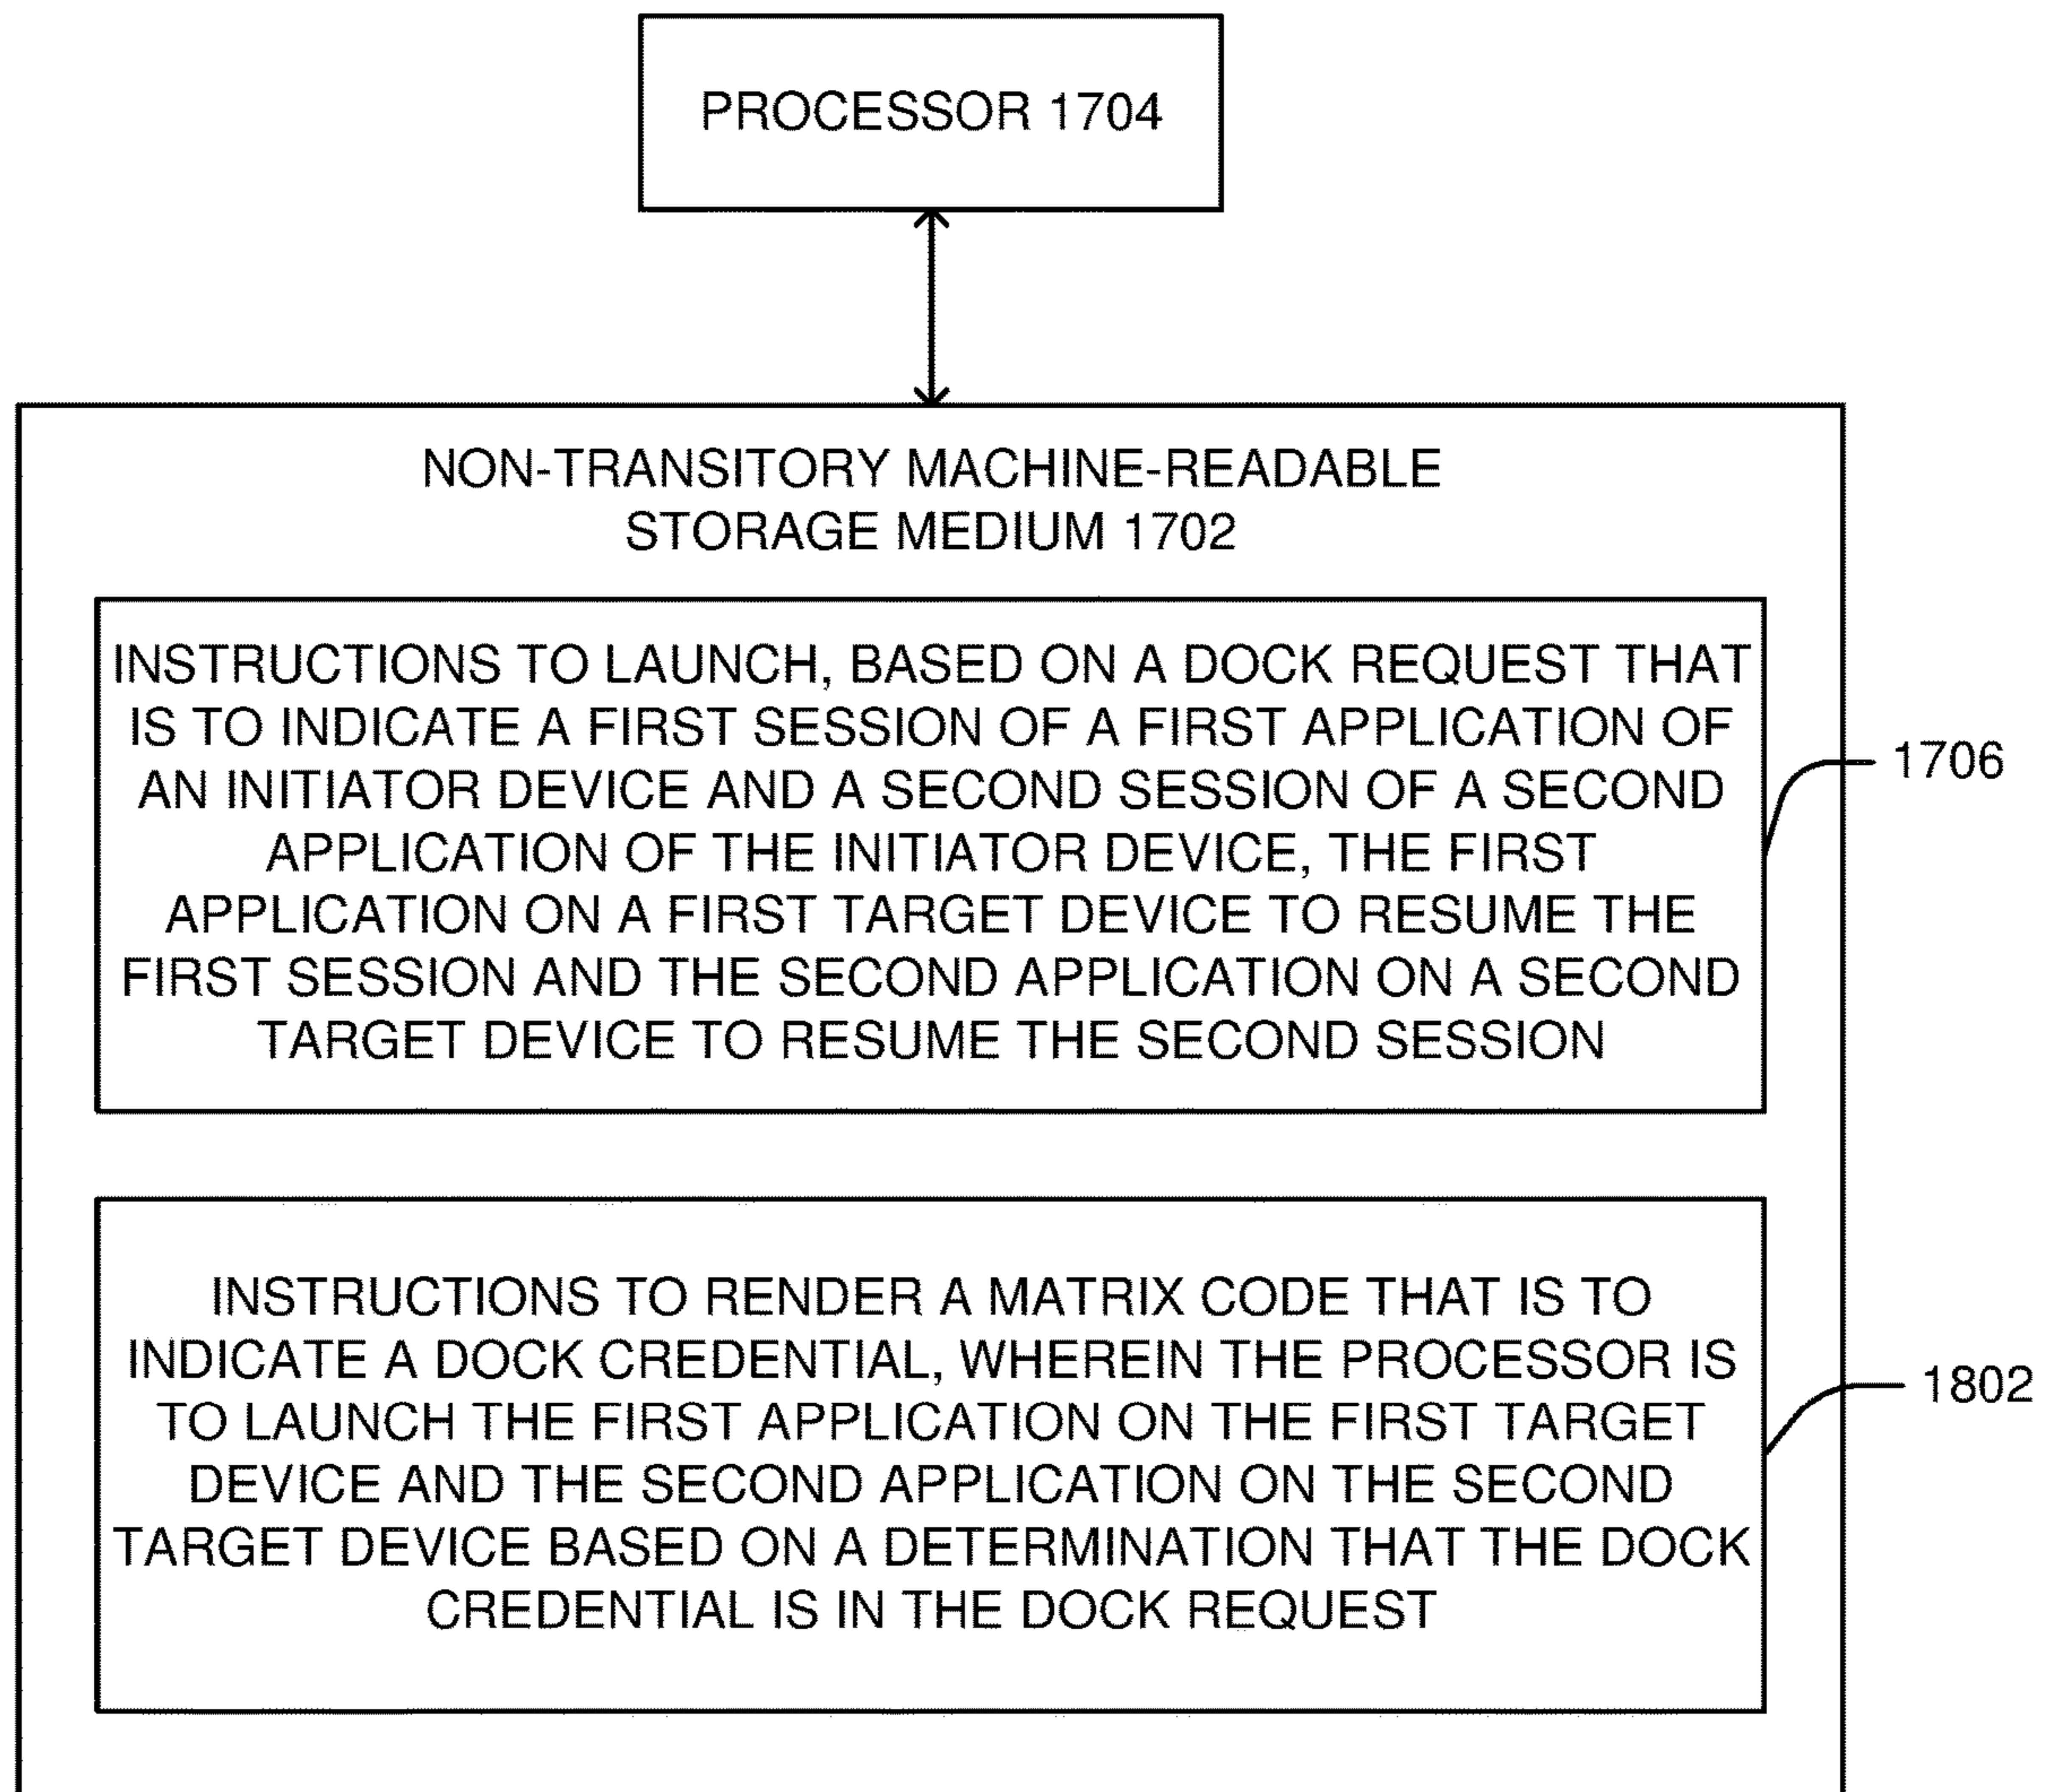 PROCESSOR 1704
NON-TRANSITORY MACHINE-READABLE
STORAGE MEDIUM 1702
INSTRUCTIONS TO LAUNCH, BASED ON A DOCK REQUEST THAT
IS TO INDICATE A FIRST SESSION OF A FIRST APPLICATION OF
AN INITIATOR DEVICE AND A SECOND SESSION OF A SECOND
APPLICATION OF THE INITIATOR DEVICE, THE FIRST
APPLICATION ON A FIRST TARGET DEVICE TO RESUME THE
FIRST SESSION AND THE SECOND APPLICATION ON A SECOND
TARGET DEVICE TO RESUME THE SECOND SESSION
1706
INSTRUCTIONS TO RENDER A MATRIX CODE THAT IS TO
INDICATE A DOCK CREDENTIAL, WHEREIN THE PROCESSOR IS
TO LAUNCH THE FIRST APPLICATION ON THE FIRST TARGET
DEVICE AND THE SECOND APPLICATION ON THE SECOND
TARGET DEVICE BASED ON A DETERMINATION THAT THE DOCK
CREDENTIAL IS IN THE DOCK REQUEST
1802